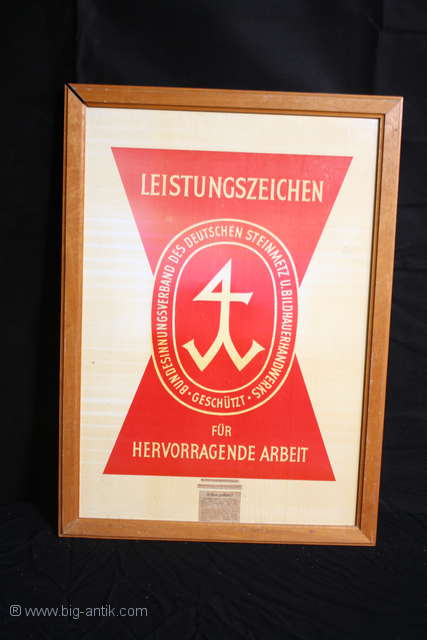 LEISTUNGSZEICHEN
BUNDESINNUNGSVERBAND DES DEUTSCHEN STEINMETZ U. BILDHAUERHANDWERKS
· GESCHÜTZT ·
FÜR
HERVORRAGENDE ARBEIT
® www.big-antik.com